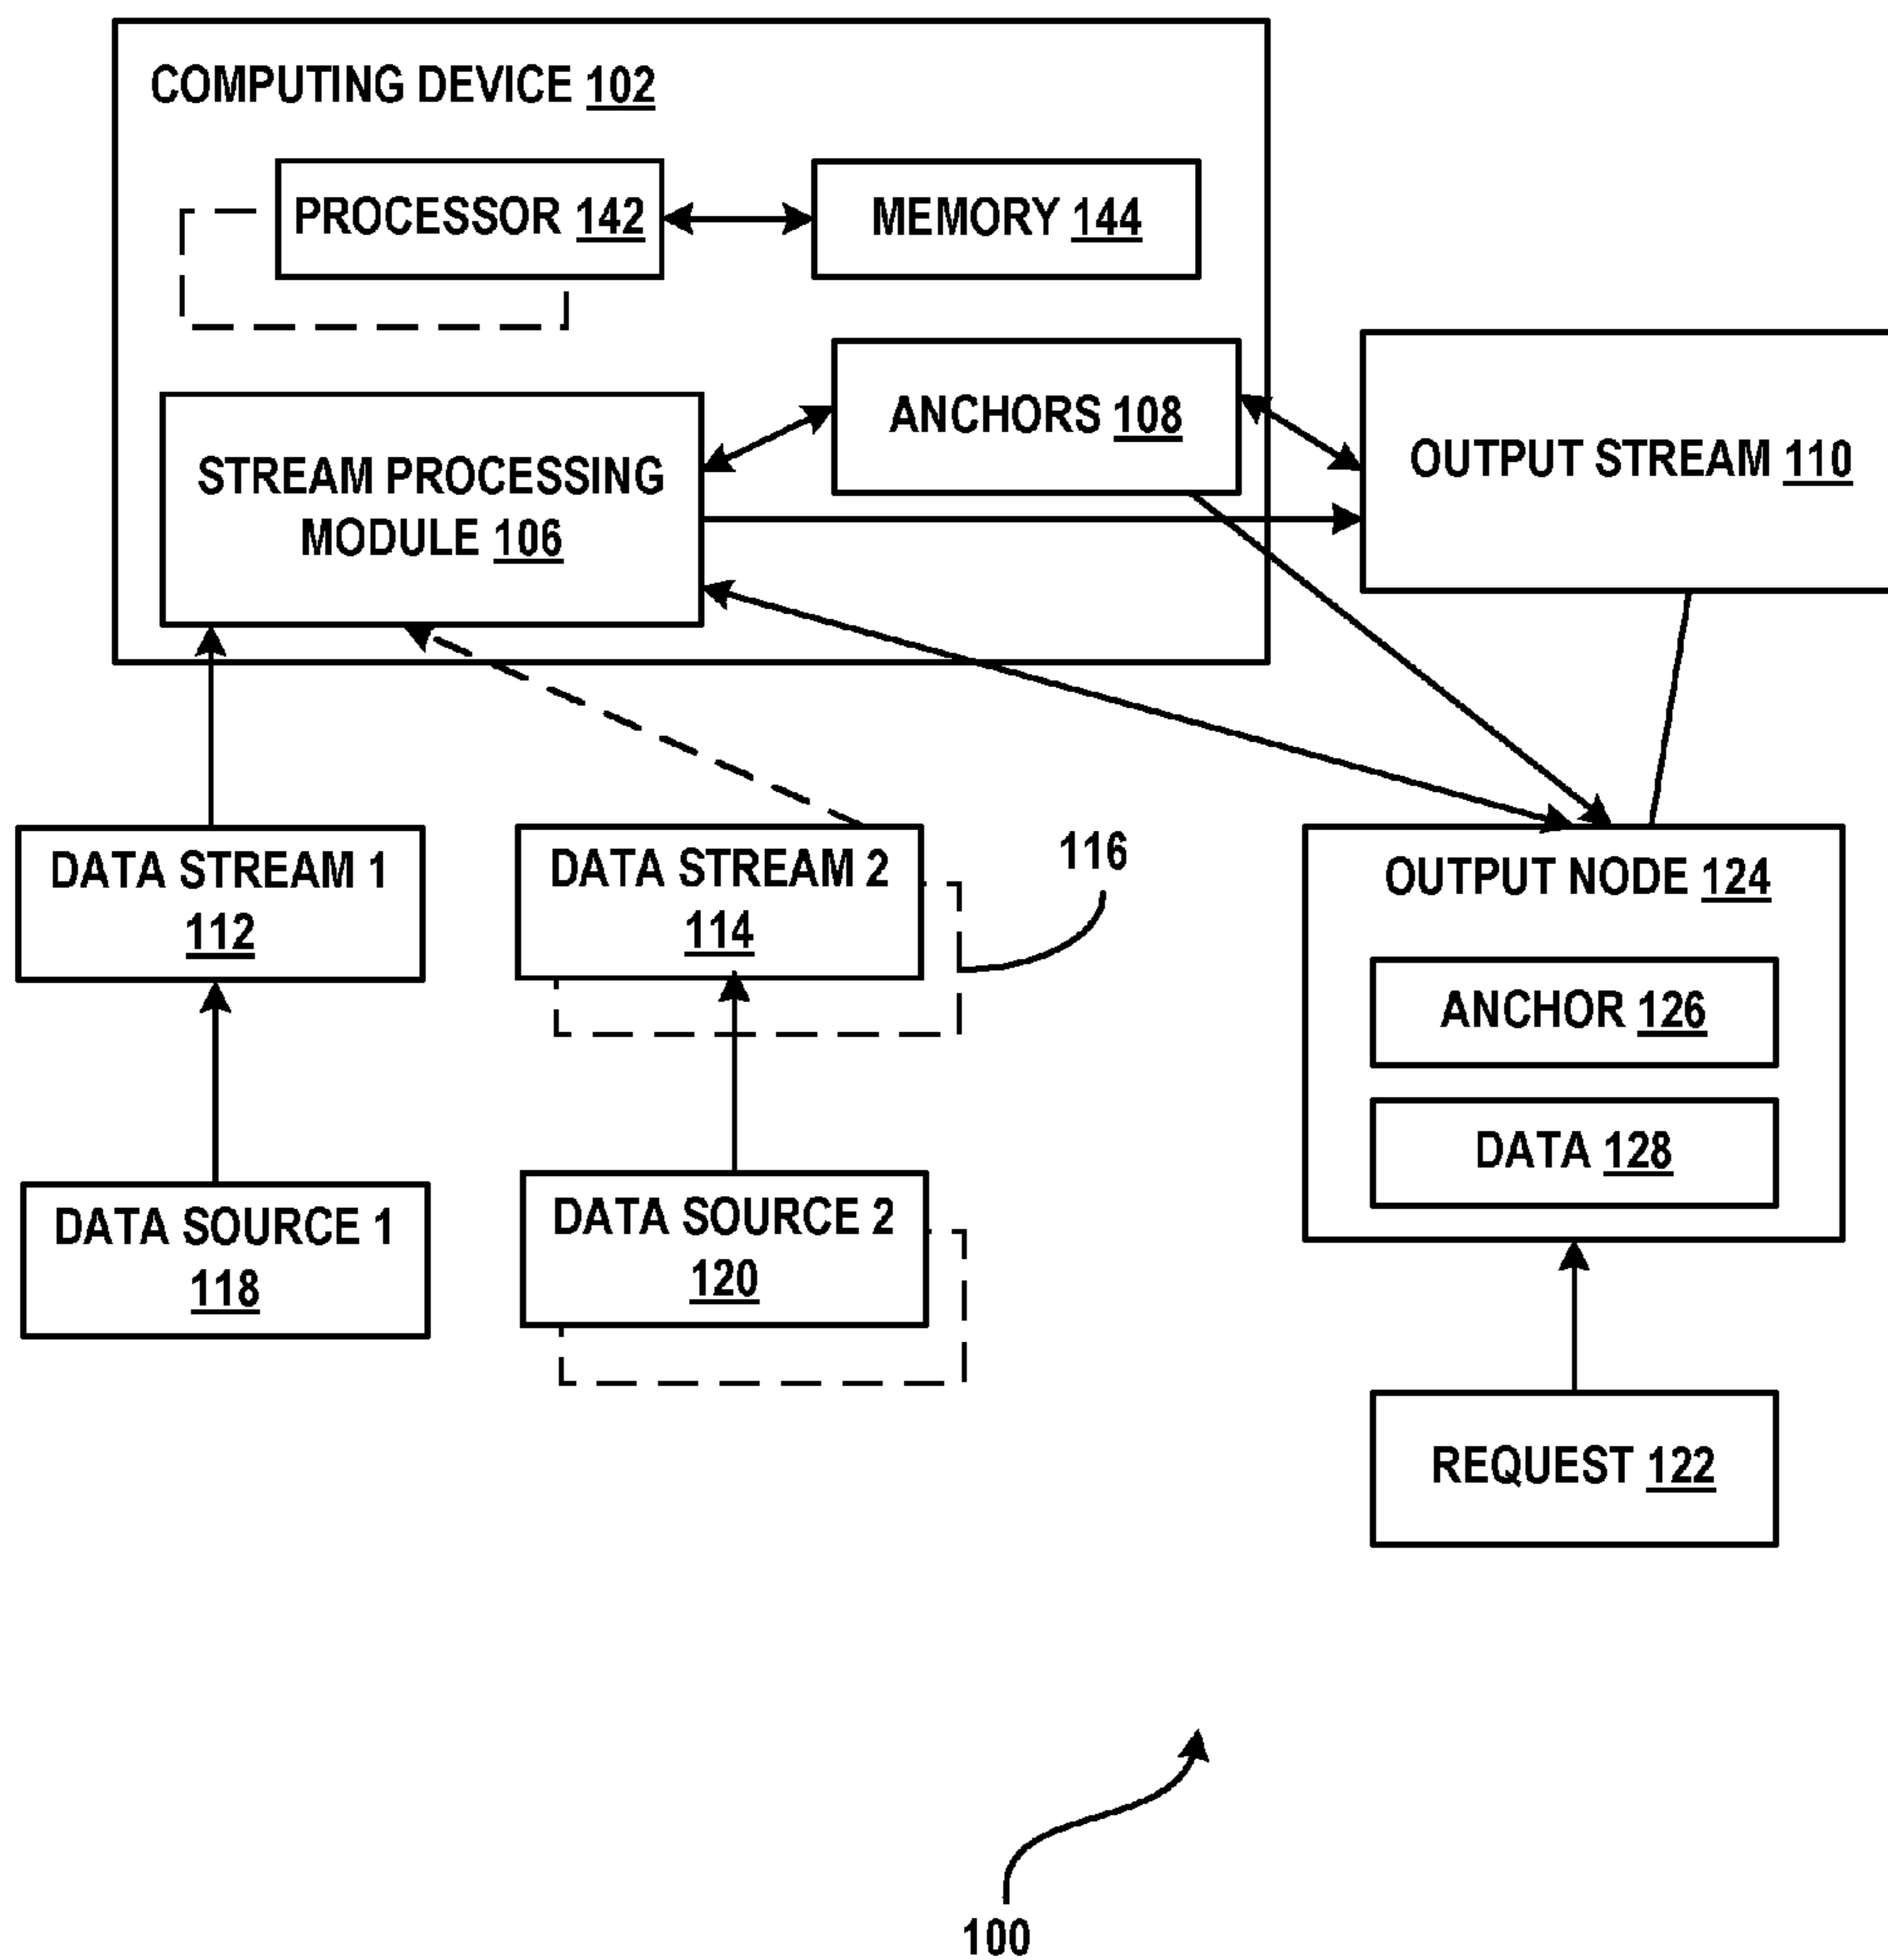 COMPUTING DEVICE 102
PROCESSOR 142
MEMORY 144
ANCHORS 108
STREAM PROCESSING
MODULE 106
OUTPUT STREAM 110
DATA STREAM 1
112
DATA STREAM 2
114
116
OUTPUT NODE 124
ANCHOR 126
DATA 128
DATA SOURCE 1
118
DATA SOURCE 2
120
REQUEST 122
100